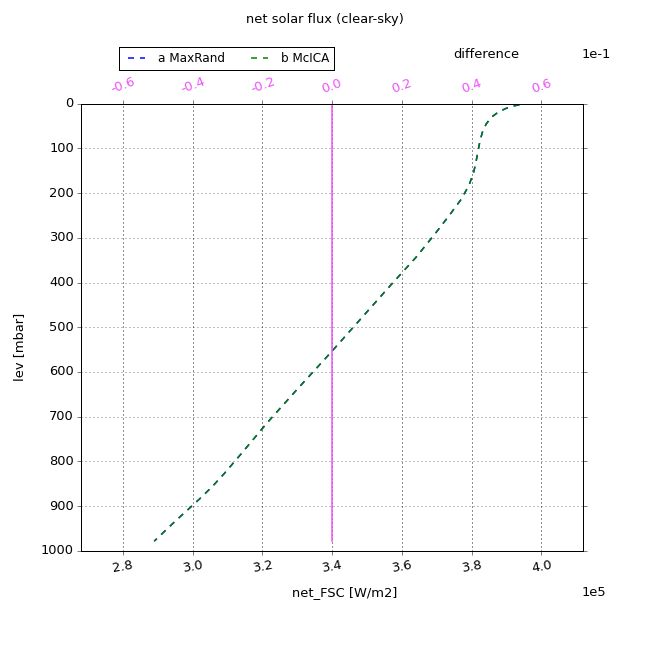 net solar flux (clear-sky)
a MaxRand b McICA difference 1e-1
-0.6 -0.4 -0.2 0.0 0.2 0.4 0.6
0
100
200
300
400
500
600
700
800
900
1000
lev [mbar]
2.8 3.0 3.2 3.4 3.6 3.8 4.0
net_FSC [W/m2] 1e5